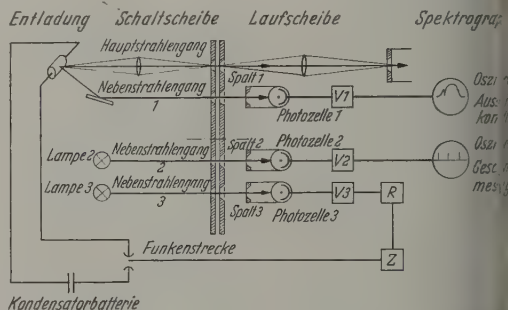 Entladung Schaltscheibe Laufscheibe
Hauptstrahlengang
Spalt 1
Nebenstrahlengang
1
Photozelle 1
V1
Lampe 2
Nebenstrahlengang
2
Spalt 2
Photozelle 2
V2
Lampe 3
Nebenstrahlengang
3
Spalt 3
Photozelle 3
V3
R
Funkenstrecke
Z
Kondensatorbatterie